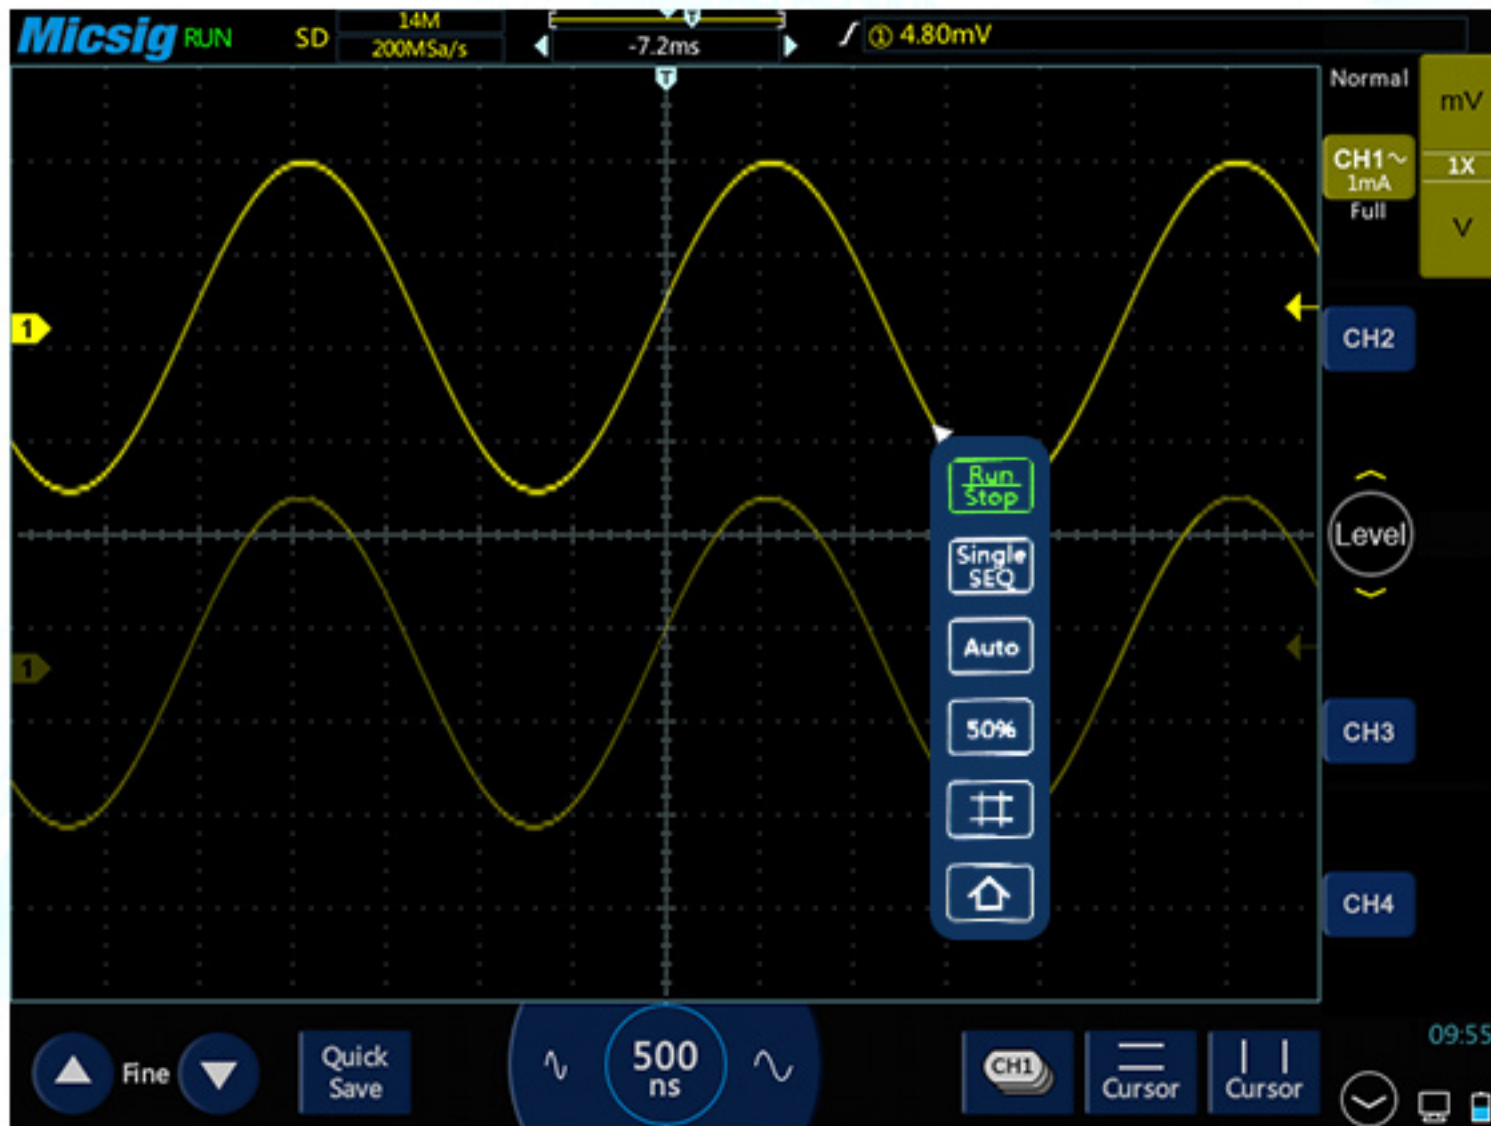 Micsig RUN SD 14M
200MSa/s
-7.2ms
T
① 4.80mV
T
Normal
mV
CH1~
1mA
1X
Full
V
1
CH2
Run
Stop
Level
Single
SEQ
Auto
1
50%
CH3
CH4
Fine
Quick
Save
500
ns
CH1
Cursor
Cursor
09:55